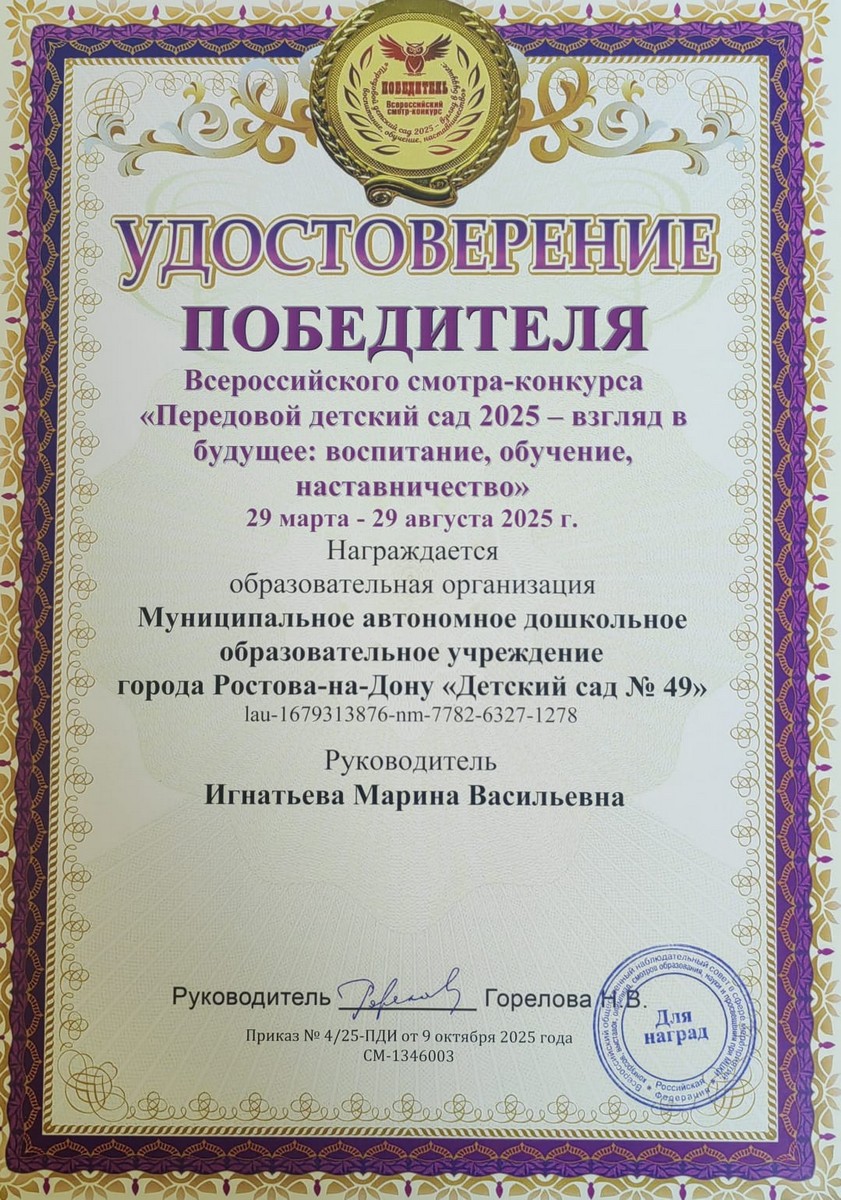 ПОБЕДИТЕЛЬ
Всероссийский
смотр-конкурс
УДОСТОВЕРЕНИЕ
ПОБЕДИТЕЛЯ
Всероссийского смотра-конкурса
«Передовой детский сад 2025 – взгляд в
будущее: воспитание, обучение,
наставничество»
29 марта - 29 августа 2025 г.
Награждается
образовательная организация
Муниципальное автономное дошкольное
образовательное учреждение
города Ростова-на-Дону «Детский сад № 49»
lau-1679313876-nm-7782-6327-1278
Руководитель
Игнатьева Марина Васильевна
Руководитель Горелова Н.В.
Приказ № 4/25-ПДИ от 9 октября 2025 года
СМ-1346003
Для
наград
Российская
Федерация